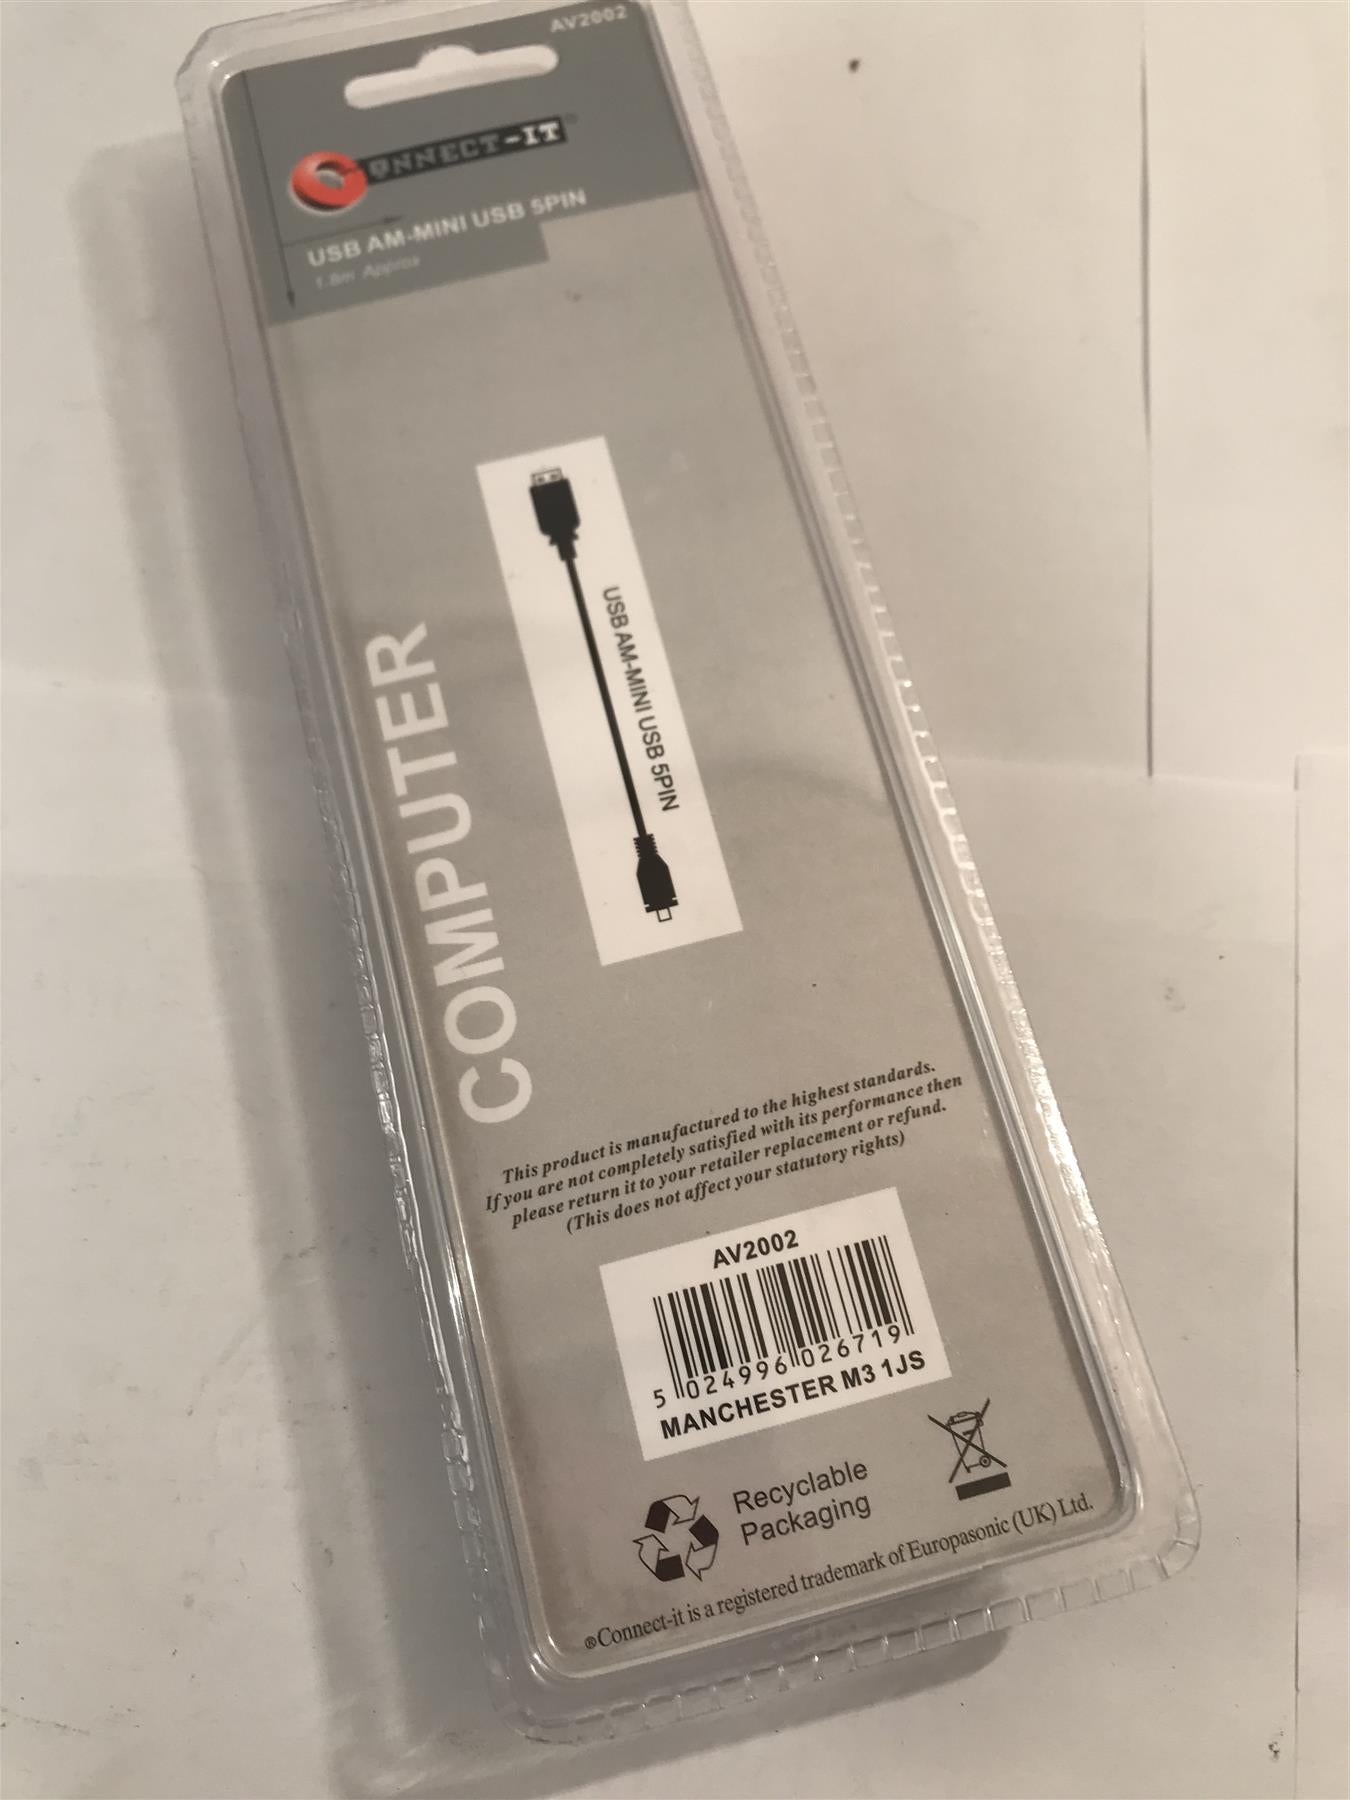 AV2002
CONNECT-IT®
USB AM-MINI USB 5PIN
1.8m Approx
USB AM-MINI USB 5PIN
COMPUTER
This product is manufactured to the highest standards.
If you are not completely satisfied with its performance then
please return it to your retailer replacement or refund.
(This does not affect your statutory rights)
AV2002
5 024996 026719
MANCHESTER M3 1JS
Recyclable
Packaging
®Connect-it is a registered trademark of Europasonic (UK) Ltd.